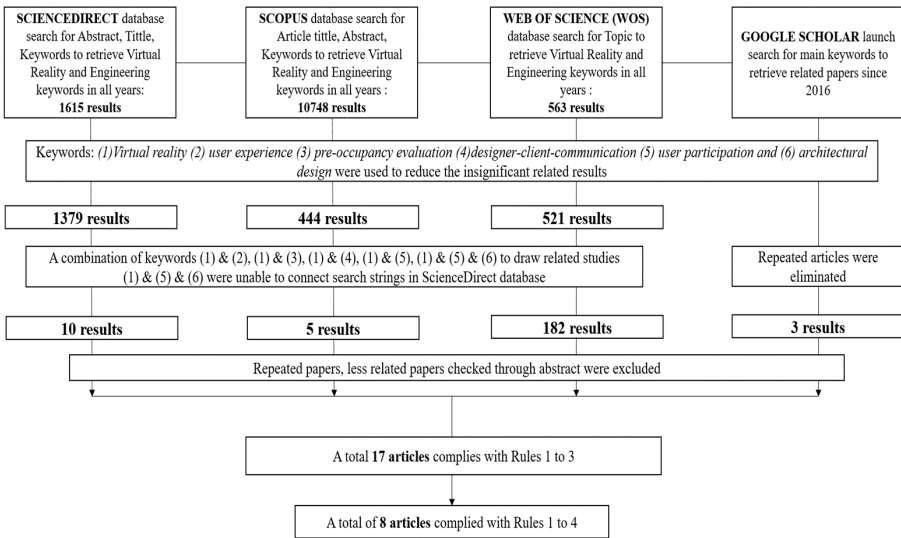 SCIENCEDIRECT database
search for Abstract, Tittle,
Keywords to retrieve Virtual
Reality and Engineering
keywords in all years:
1615 results
SCOPUS database search for
Article tittle, Abstract,
Keywords to retrieve Virtual
Reality and Engineering
keywords in all years :
10748 results
WEB OF SCIENCE (WOS)
database search for Topic to
retrieve Virtual Reality and
Engineering keywords in all
years :
563 results
GOOGLE SCHOLAR launch
search for main keywords to
retrieve related papers since
2016
Keywords: (1)Virtual reality (2) user experience (3) pre-occupancy evaluation (4)designer-client-communication (5) user participation and (6) architectural
design were used to reduce the insignificant related results
1379 results
444 results
521 results
A combination of keywords (1) & (2), (1) & (3), (1) & (4), (1) & (5), (1) & (5) & (6) to draw related studies
(1) & (5) & (6) were unable to connect search strings in ScienceDirect database
Repeated articles were
eliminated
10 results
5 results
182 results
3 results
Repeated papers, less related papers checked through abstract were excluded
A total 17 articles complies with Rules 1 to 3
A total of 8 articles complied with Rules 1 to 4